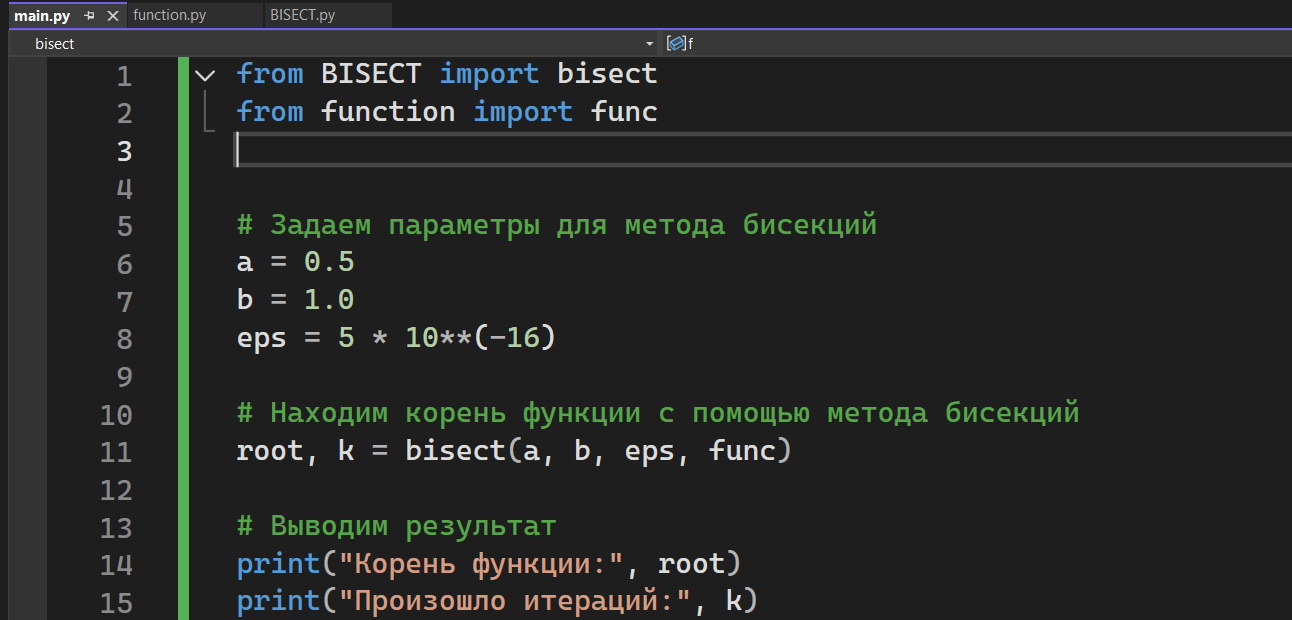 main.py function.py BISECT.py
bisect f
1 from BISECT import bisect
2 from function import func
3
4
5 # Задаем параметры для метода бисекций
6 a = 0.5
7 b = 1.0
8 eps = 5 * 10**(-16)
9
10 # Находим корень функции с помощью метода бисекций
11 root, k = bisect(a, b, eps, func)
12
13 # Выводим результат
14 print("Корень функции:", root)
15 print("Произошло итераций:", k)